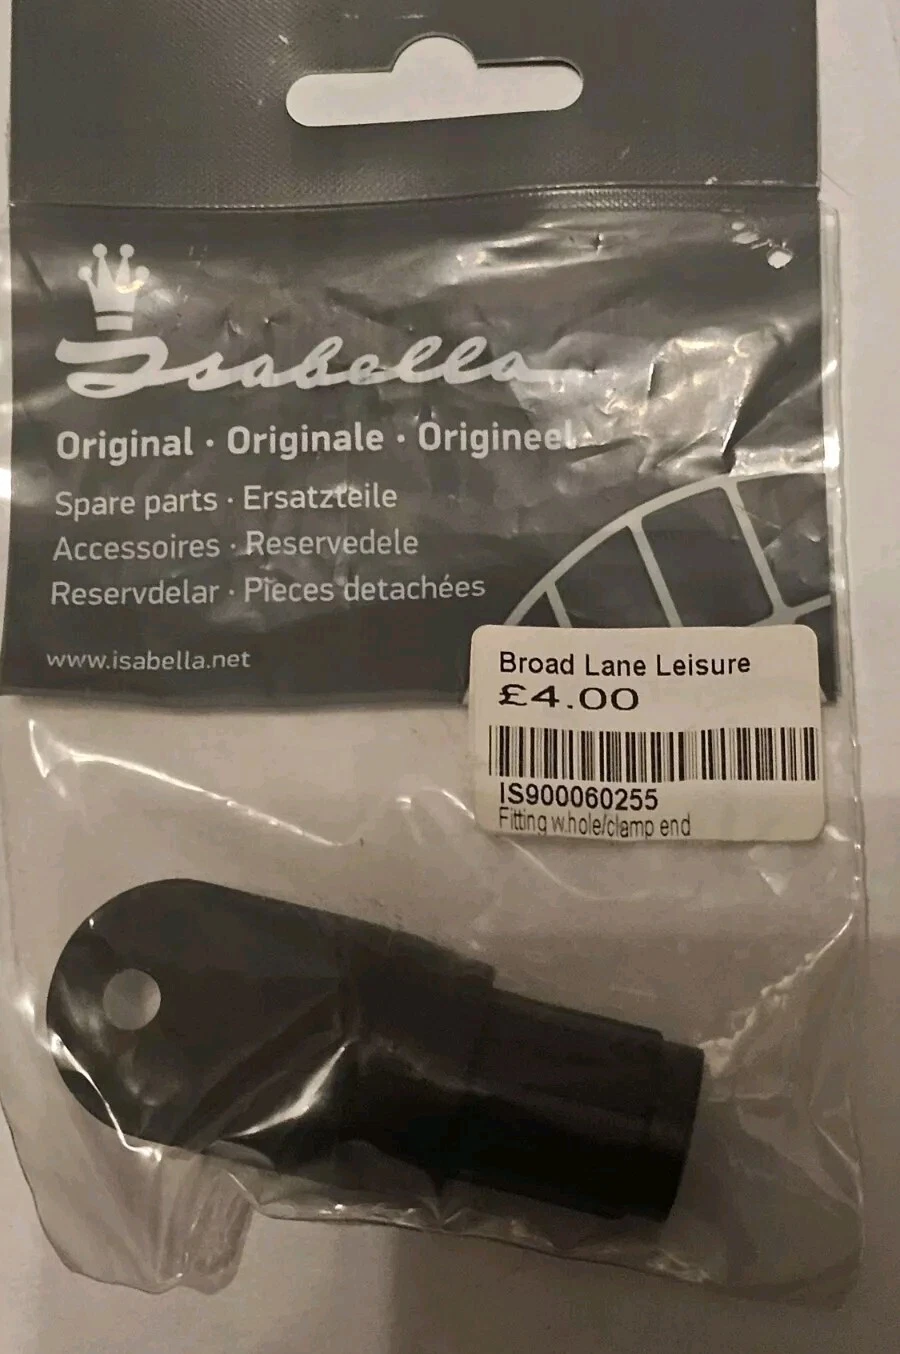 Isabella
Original · Originale · Origineel
Spare parts · Ersatzteile
Accessoires · Reservedele
Reservdelar · Pieces detachées
www.isabella.net
Broad Lane Leisure
£4.00
IS900060255
Fitting w.hole/clamp end